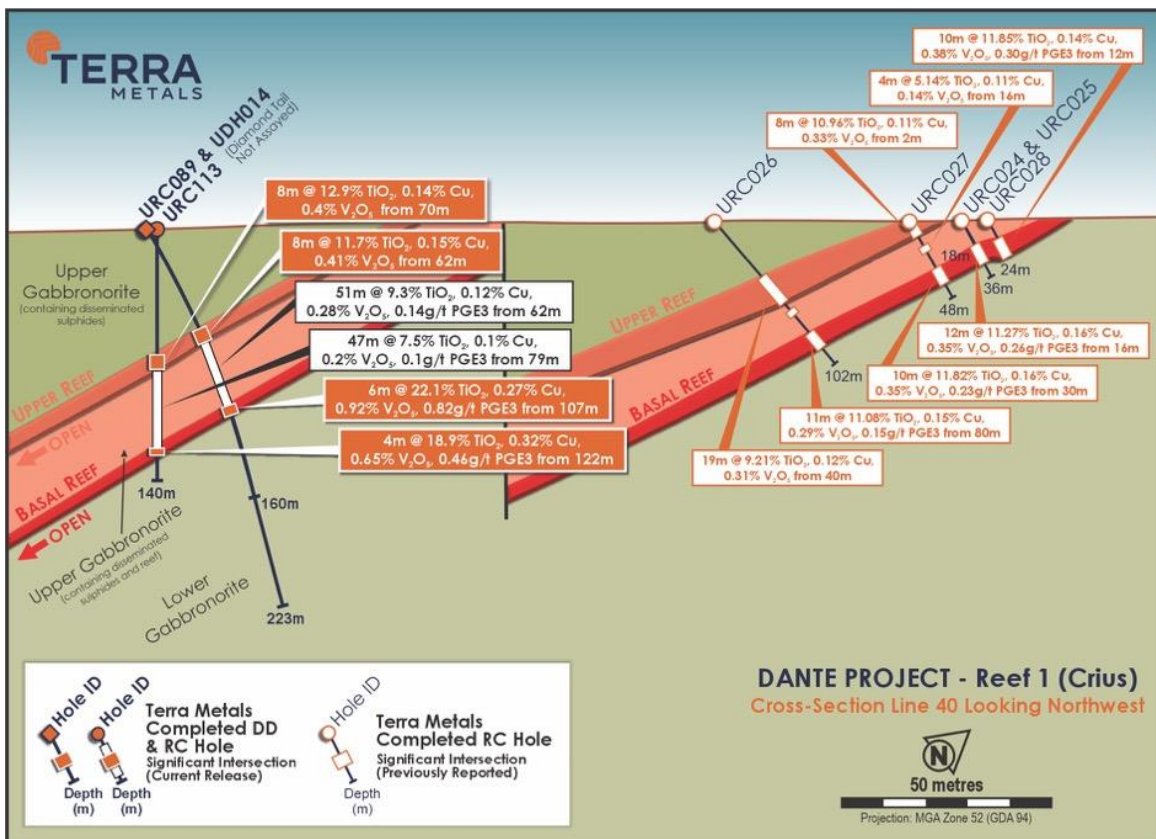 TERRA
METALS
URC089 & UDH014
(Diamond Tail
Not Assayed)
URC113
8m @ 12.9% TiO₂, 0.14% Cu,
0.4% V₂O₅ from 70m
8m @ 11.7% TiO₂, 0.15% Cu,
0.41% V₂O₅ from 62m
51m @ 9.3% TiO₂, 0.12% Cu,
0.28% V₂O₅, 0.14g/t PGE3 from 62m
47m @ 7.5% TiO₂, 0.1% Cu,
0.2% V₂O₅, 0.1g/t PGE3 from 79m
6m @ 22.1% TiO₂, 0.27% Cu,
0.92% V₂O₅, 0.82g/t PGE3 from 107m
4m @ 18.9% TiO₂, 0.32% Cu,
0.65% V₂O₅, 0.46g/t PGE3 from 122m
Upper
Gabbronorite
(containing disseminated
sulphides)
UPPER REEF
OPEN
BASAL REEF
OPEN
140m
160m
223m
Upper Gabbronorite
(containing disseminated
sulphides and reef)
Lower
Gabbronorite
10m @ 11.85% TiO₂, 0.14% Cu,
0.38% V₂O₅, 0.30g/t PGE3 from 12m
4m @ 5.14% TiO₂, 0.11% Cu,
0.14% V₂O₅ from 16m
8m @ 10.96% TiO₂, 0.11% Cu,
0.33% V₂O₅ from 2m
URC026
URC027
URC024 & URC025
URC028
UPPER REEF
BASAL REEF
18m
24m
36m
48m
102m
12m @ 11.27% TiO₂, 0.16% Cu,
0.35% V₂O₅, 0.26g/t PGE3 from 16m
10m @ 11.82% TiO₂, 0.16% Cu,
0.35% V₂O₅, 0.23g/t PGE3 from 30m
11m @ 11.08% TiO₂, 0.15% Cu,
0.29% V₂O₅, 0.15g/t PGE3 from 80m
19m @ 9.21% TiO₂, 0.12% Cu,
0.31% V₂O₅ from 40m
Hole ID
Hole ID
Depth
(m)
Depth
(m)
Terra Metals
Completed DD
& RC Hole
Significant Intersection
(Current Release)
Hole ID
Depth
(m)
Terra Metals
Completed RC Hole
Significant Intersection
(Previously Reported)
DANTE PROJECT - Reef 1 (Crius)
Cross-Section Line 40 Looking Northwest
N
50 metres
Projection: MGA Zone 52 (GDA 94)